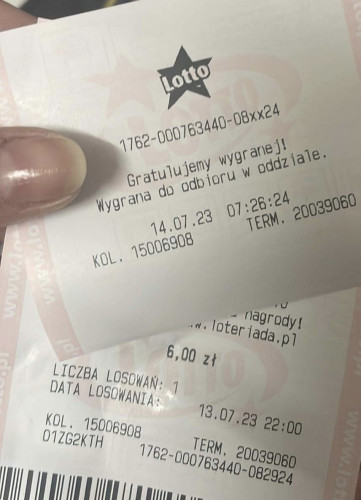 Lotto
1762-000763440-08xx24
Gratulujemy wygranej!
Wygrana do odbioru w oddziale.
14.07.23 07:26:24
KOL. 15006908 TERM. 20039060
nagrody!
.loteriada.pl
6,00 zł
LICZBA LOSOWAŃ: 1
DATA LOSOWANIA:
13.07.23 22:00
KOL. 15006908 TERM. 20039060
D1ZG2KTH 1762-000763440-082924